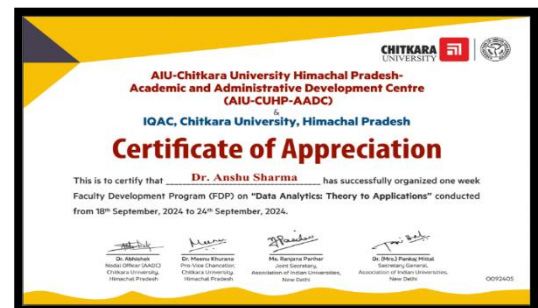 CHITKARA
UNIVERSITY
AIU-Chitkara University Himachal Pradesh-
Academic and Administrative Development Centre
(AIU-CUHP-AADC)
&
IQAC, Chitkara University, Himachal Pradesh
Certificate of Appreciation
This is to certify that Dr. Anshu Sharma has successfully organized one week
Faculty Development Program (FDP) on "Data Analytics: Theory to Applications" conducted
from 18th September, 2024 to 24th September, 2024.
Dr. Abhishek
Nodal Officer (AADC)
Chitkara University,
Himachal Pradesh
Dr. Meenu Khurana
Pro-Vice Chancellor,
Chitkara University,
Himachal Pradesh
Ms. Ranjana Parihar
Joint Secretary,
Association of Indian Universities,
New Delhi
Dr. (Mrs.) Pankaj Mittal
Secretary General,
Association of Indian Universities,
New Delhi
0092405